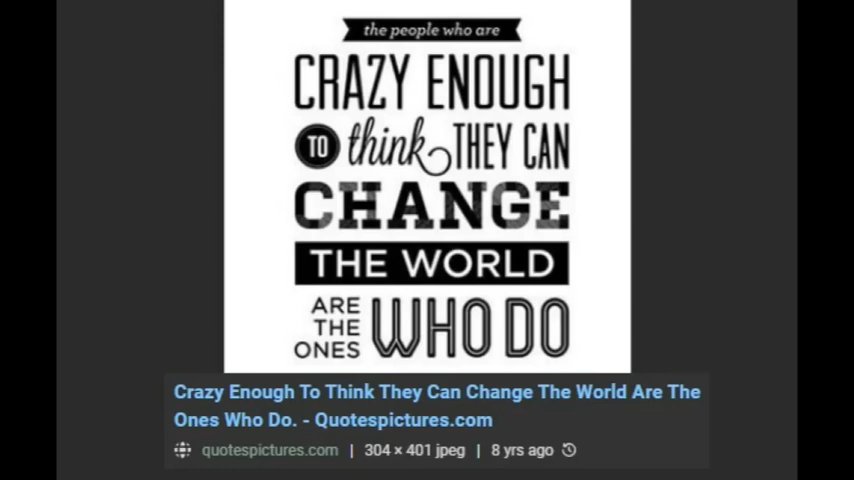 the people who are
CRAZY ENOUGH
TO think THEY CAN
CHANGE
THE WORLD
ARE
THE
ONES
WHO DO
Crazy Enough To Think They Can Change The World Are The
Ones Who Do. - Quotespictures.com
quotespictures.com | 304 × 401 jpeg | 8 yrs ago